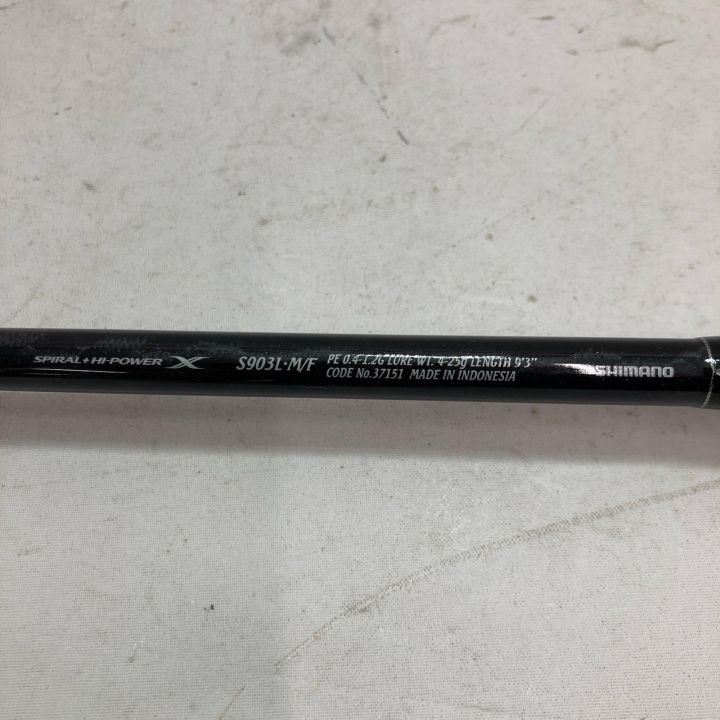 SPIRAL+HI-POWER X S903L·M/F
PE 0.4-1.2G LURE WT. 4-25g LENGTH 9'3"
CODE No.37151 MADE IN INDONESIA
SHIMANO